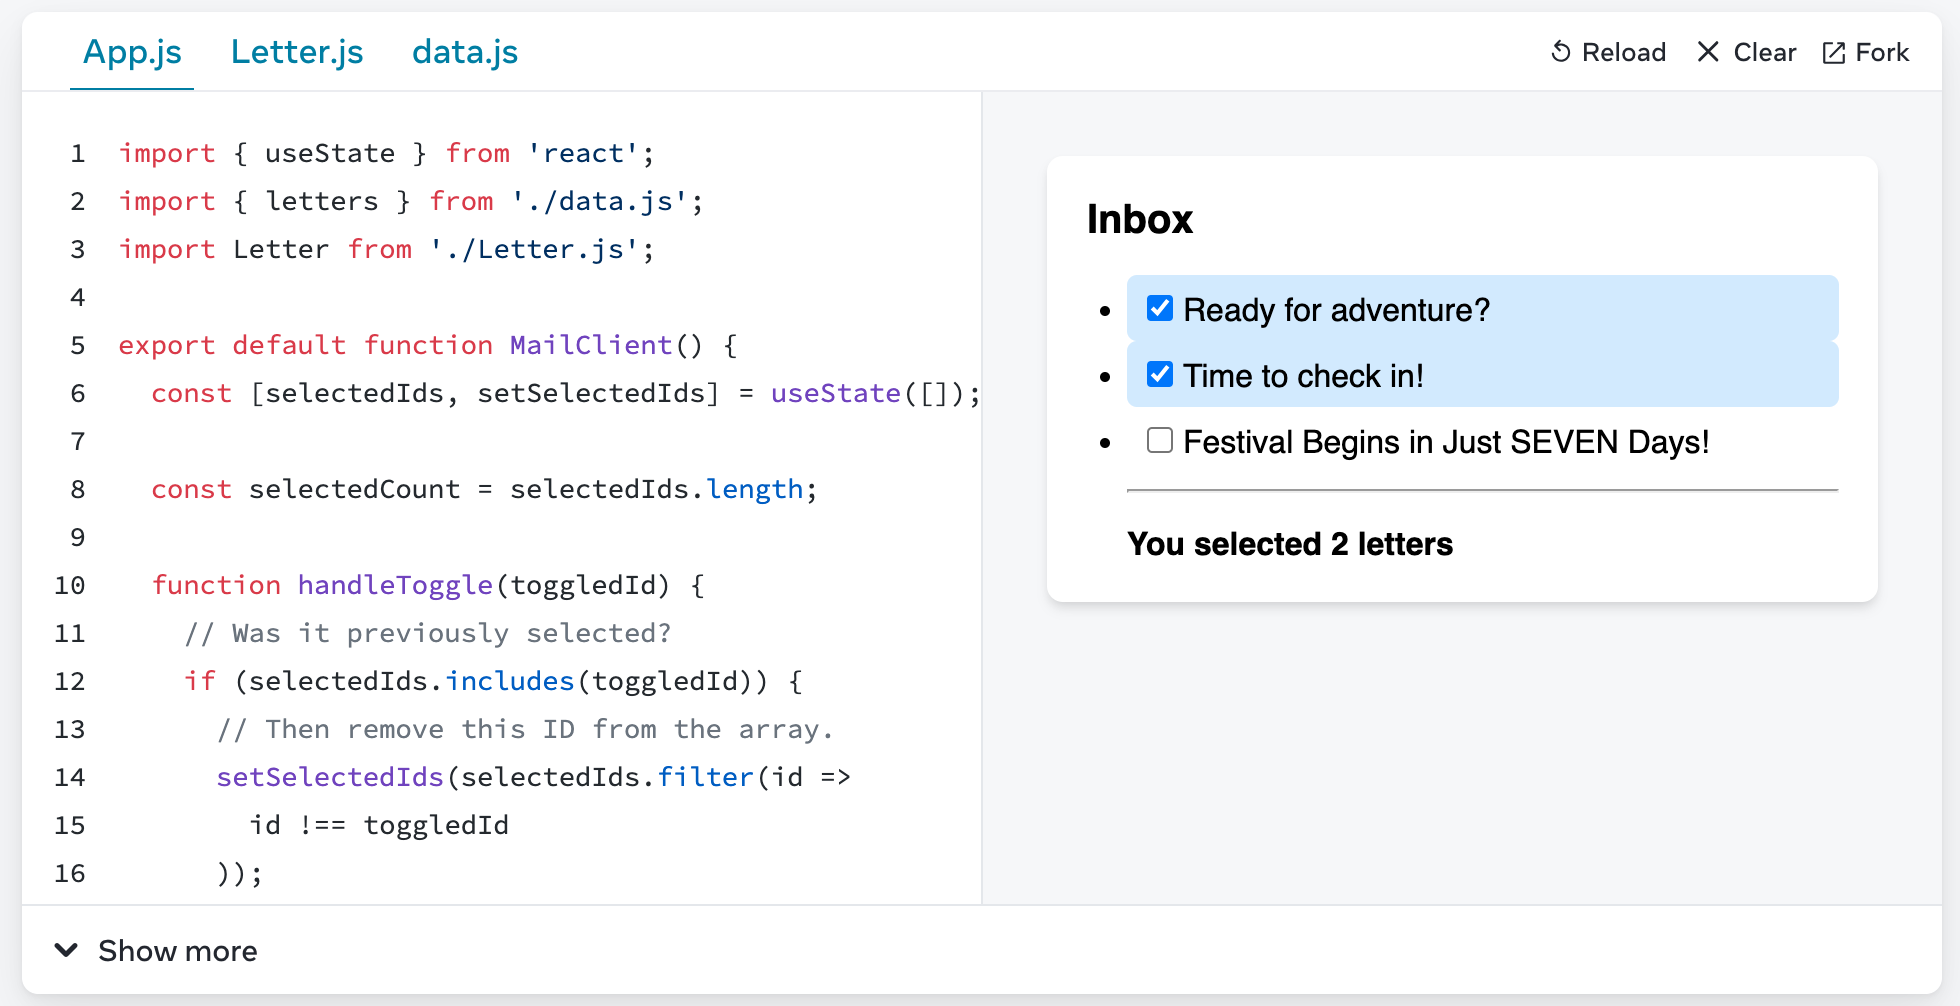 App.js Letter.js data.js Reload Clear Fork
1 import { useState } from 'react';
2 import { letters } from './data.js';
3 import Letter from './Letter.js';
4
5 export default function MailClient() {
6   const [selectedIds, setSelectedIds] = useState([]);
7
8   const selectedCount = selectedIds.length;
9
10   function handleToggle(toggledId) {
11     // Was it previously selected?
12     if (selectedIds.includes(toggledId)) {
13       // Then remove this ID from the array.
14       setSelectedIds(selectedIds.filter(id =>
15         id !== toggledId
16       ));
Show more
Inbox
Ready for adventure?
Time to check in!
Festival Begins in Just SEVEN Days!
You selected 2 letters